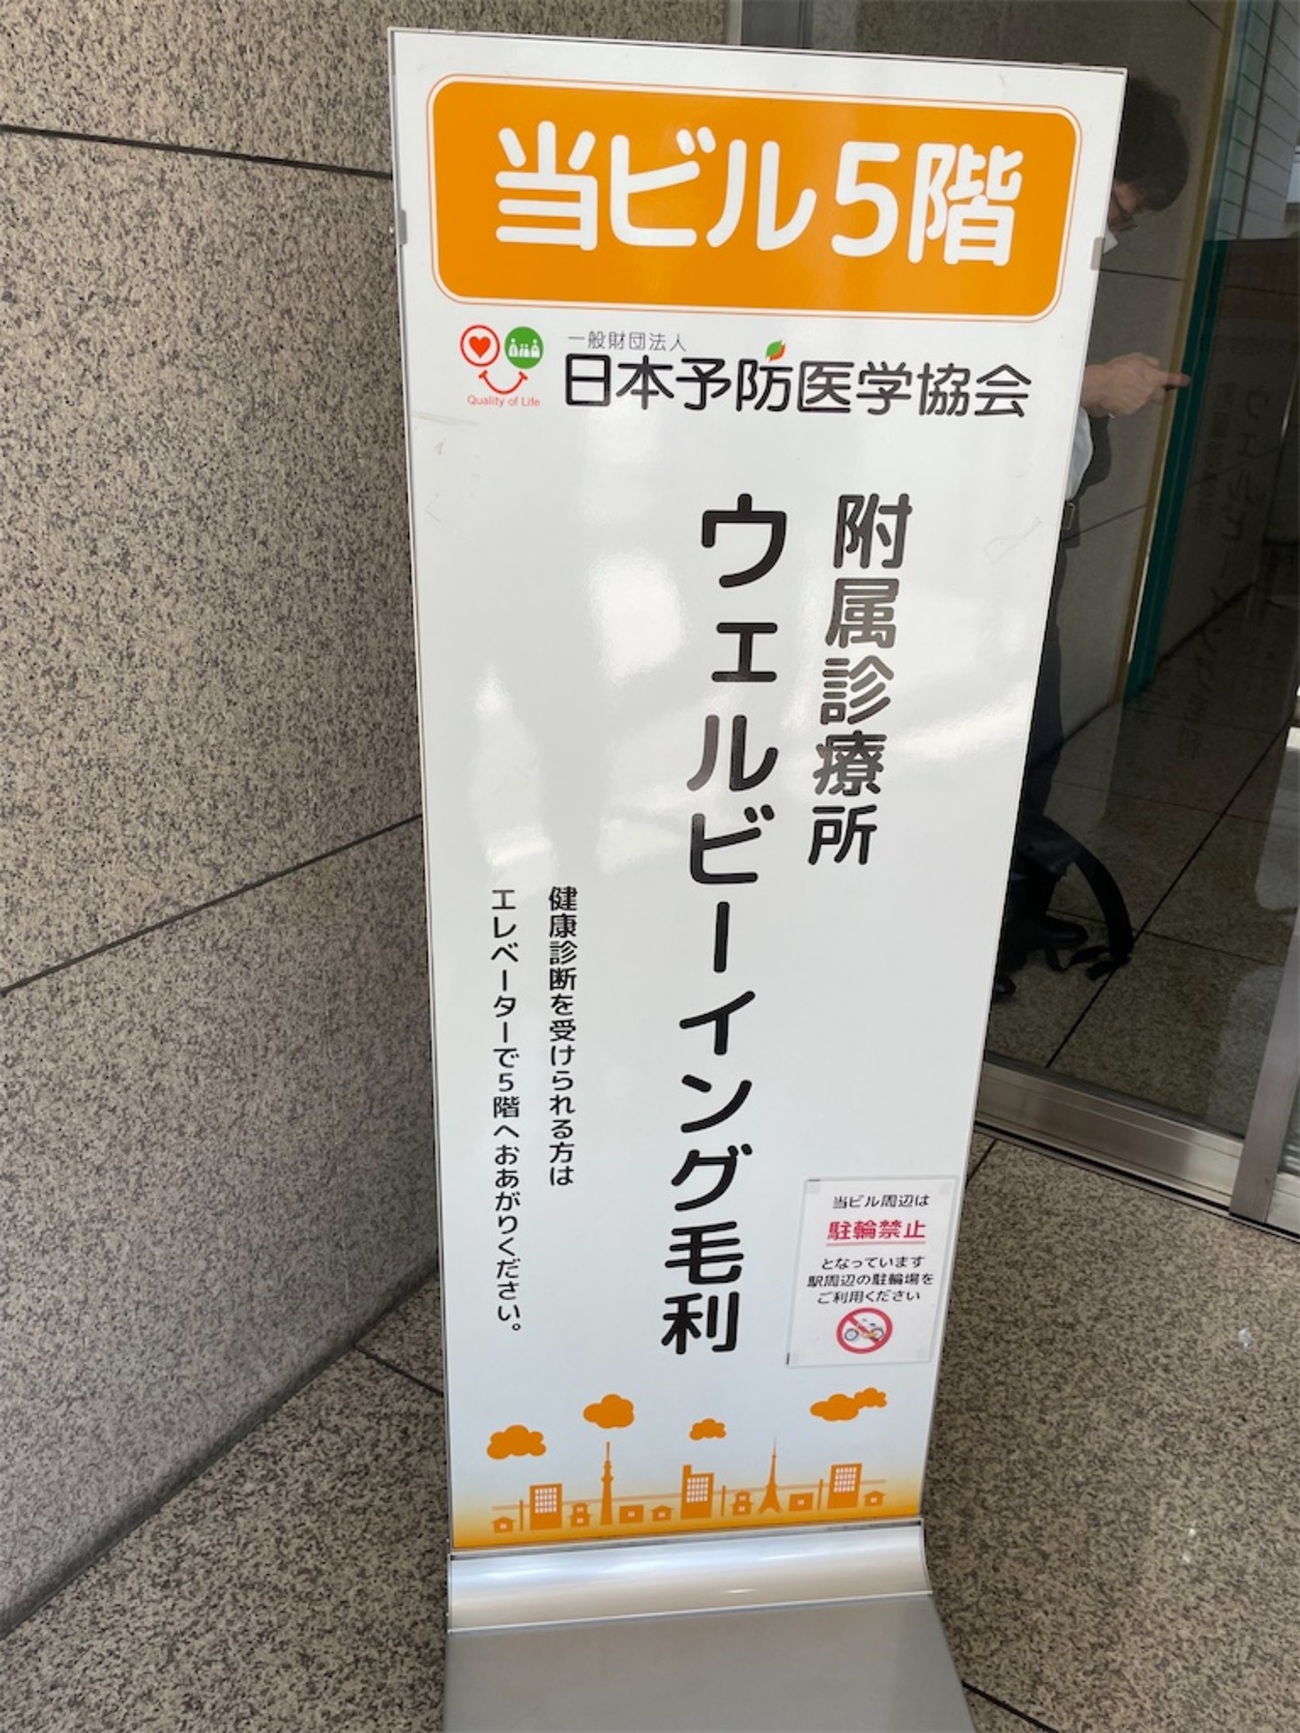 当ビル5階
一般財団法人
日本予防医学協会
Quality of Life
附属診療所
ウェルビーイング毛利
健康診断を受けられる方は
エレベーターで5階へおあがりください。
当ビル周辺は
駐輪禁止
となっています
駅周辺の駐輪場を
ご利用ください